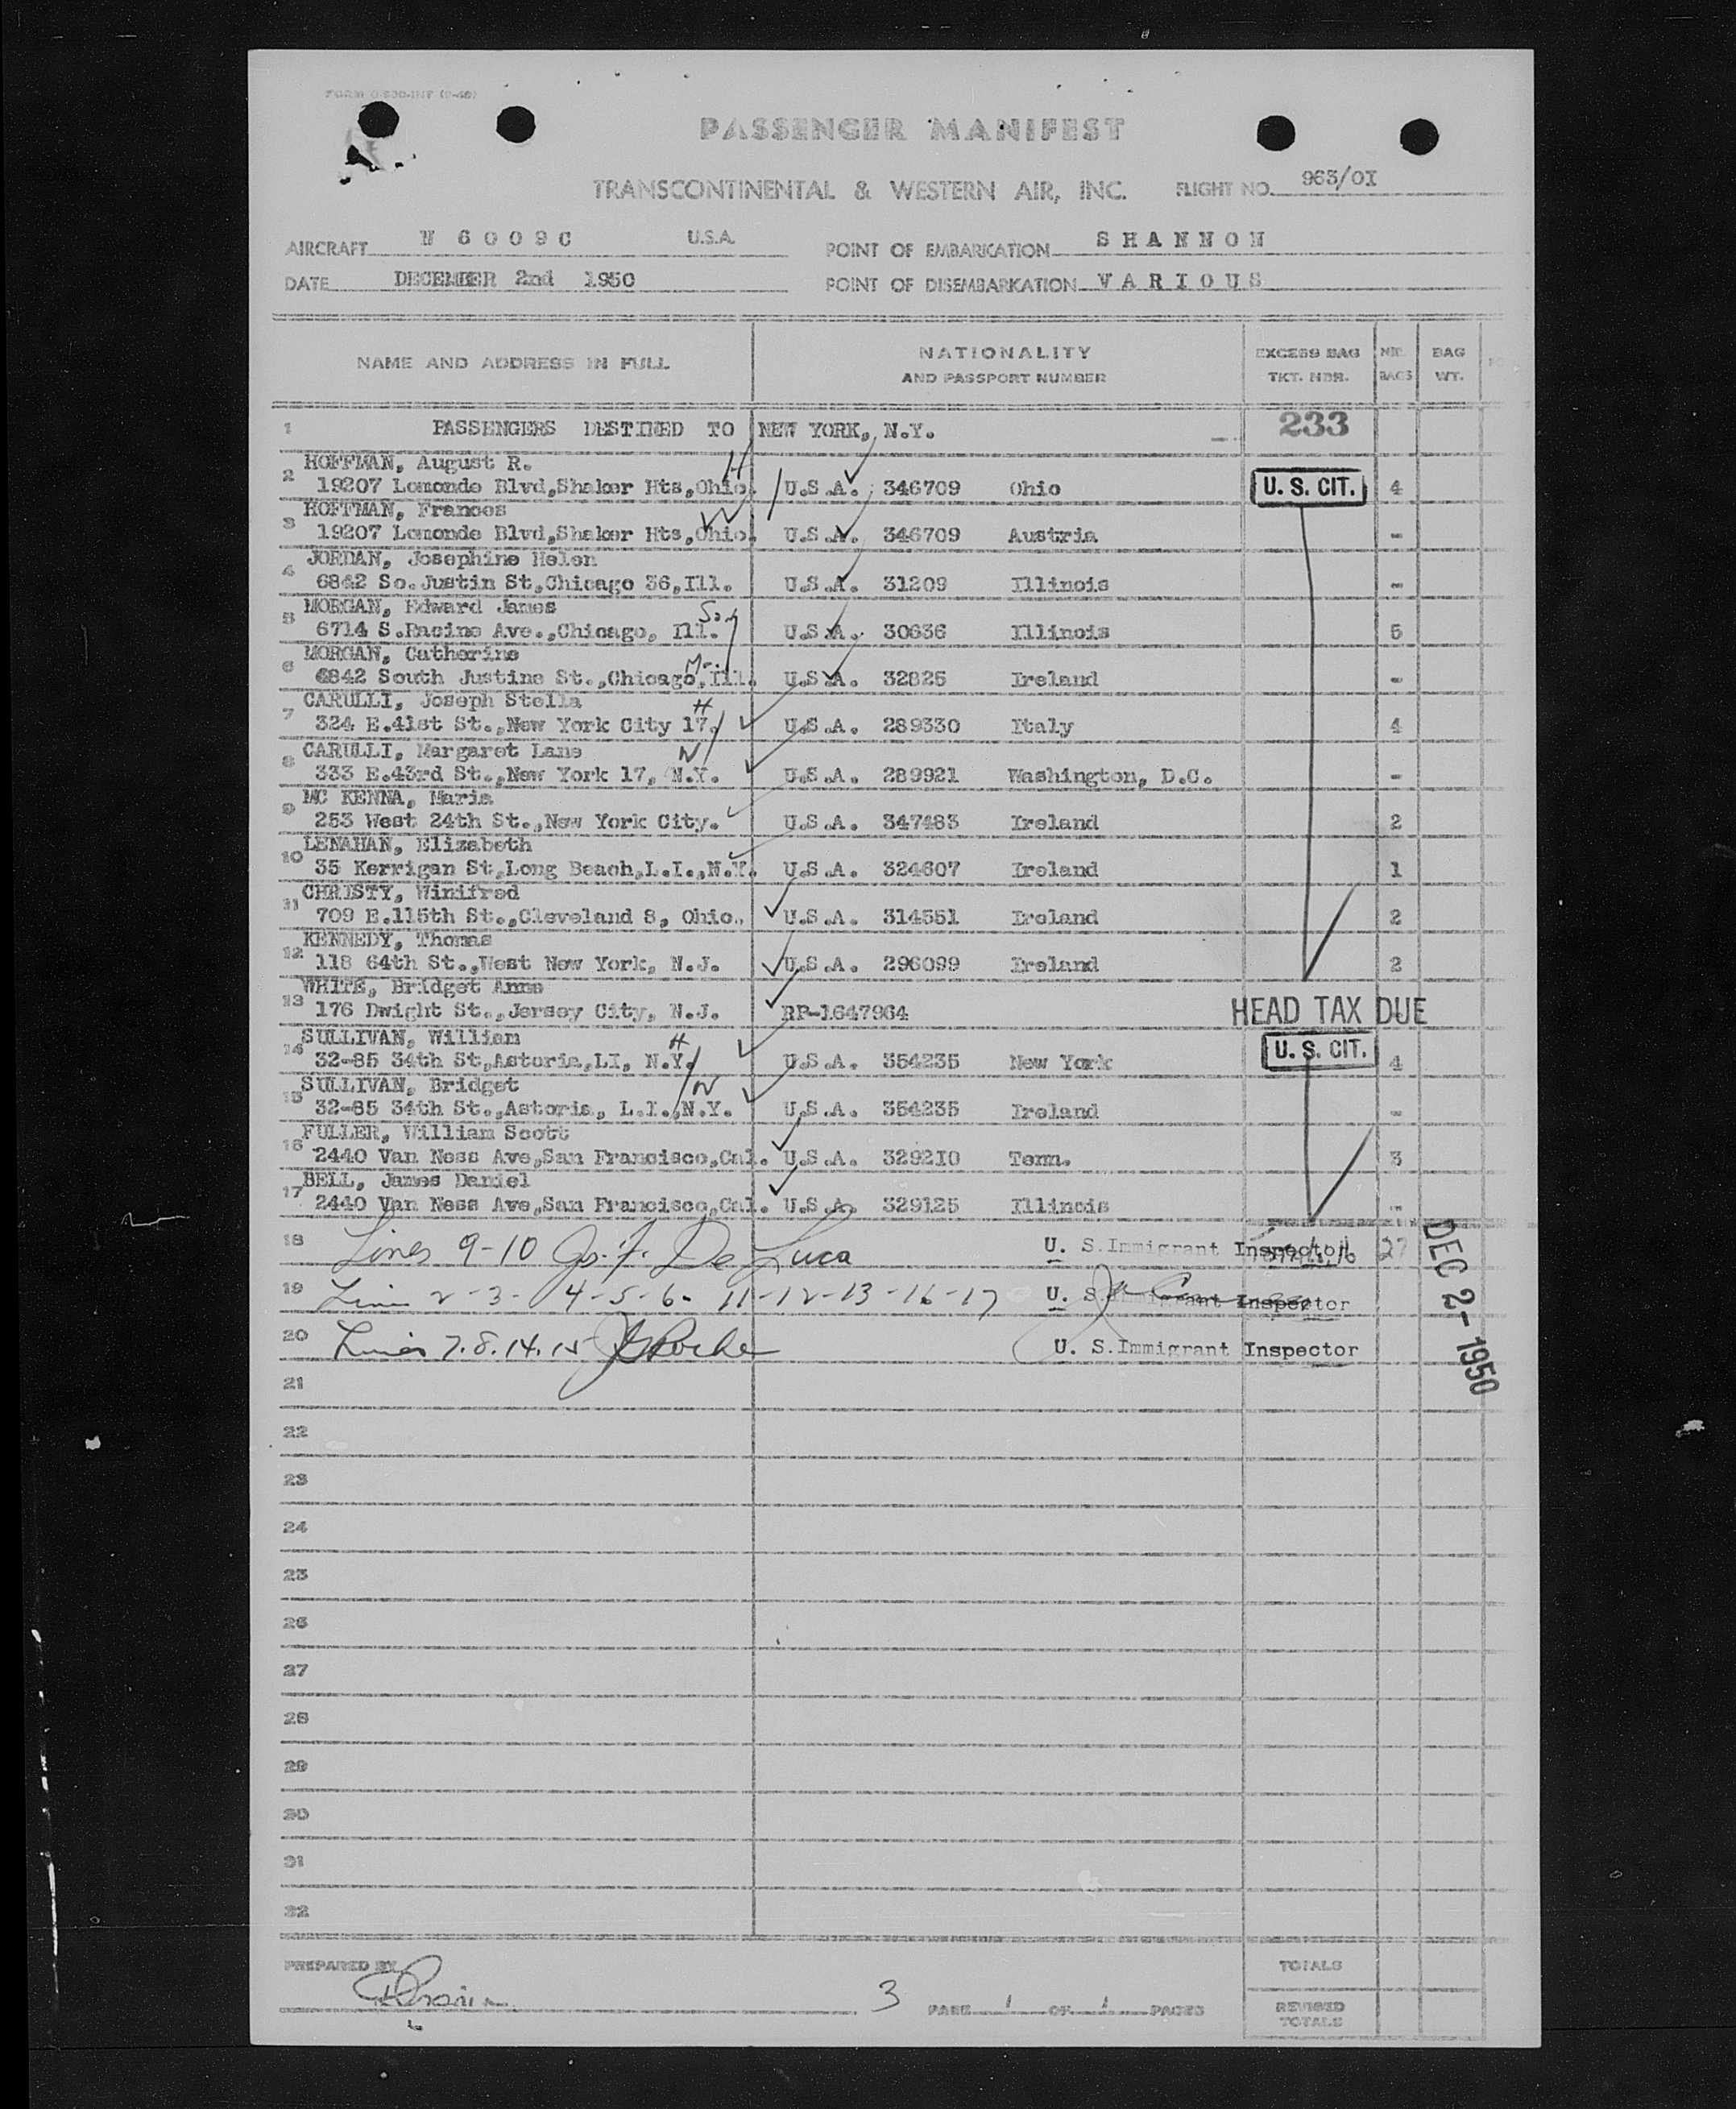 PASSENGER MANIFEST
TRANSCONTINENTAL & WESTERN AIR, INC. FLIGHT NO. 963/01
AIRCRAFT N 6009C U.S.A. POINT OF EMBARKATION SHANNON
DATE DECEMBER 2nd 1950 POINT OF DISEMBARKATION VARIOUS
NAME AND ADDRESS IN FULL NATIONALITY AND PASSPORT NUMBER EXCESS BAG TKT. NBR. NR. BAGS BAG WT.
1 PASSENGERS DESTINED TO NEW YORK, N.Y. 233
2 HOFFMAN, August R. H
19207 Lomonde Blvd,Shaker Hts,Ohio. U.S.A. 346709 Ohio U. S. CIT. 4
3 HOFFMAN, Frances W
19207 Lomonde Blvd,Shaker Hts,Ohio. U.S.A. 346709 Austria -
4 JORDAN, Josephine Helen
6842 So.Justin St,Chicago 36,Ill. U.S.A. 31209 Illinois -
5 MORGAN, Edward James Son
6714 S.Racine Ave.,Chicago, Ill. U.S.A. 30636 Illinois 5
6 MORGAN, Catherine
6842 South Justine St.,Chicago,Ill. U.S.A. 32825 Ireland -
7 CARULLI, Joseph Stella H
324 E.41st St.,New York City 17. U.S.A. 289330 Italy 4
8 CARULLI, Margaret Lane W
333 E.43rd St.,New York 17, N.Y. U.S.A. 289921 Washington, D.C. -
9 MC KENNA, Maria
253 West 24th St.,New York City. U.S.A. 347483 Ireland 2
10 LENAHAN, Elizabeth
35 Kerrigan St,Long Beach,L.I.,N.Y. U.S.A. 324607 Ireland 1
11 CHRISTY, Winifred
709 E.115th St.,Cleveland 8, Ohio. U.S.A. 314551 Ireland 2
12 KENNEDY, Thomas
118 64th St.,West New York, N.J. U.S.A. 296099 Ireland 2
13 WHITE, Bridget Anne
176 Dwight St.,Jersey City, N.J. RP-1647964 HEAD TAX DUE
14 SULLIVAN, William H
32-85 34th St,Astoria,LI, N.Y. U.S.A. 354235 New York U. S. CIT. 4
15 SULLIVAN, Bridget W
32-85 34th St.,Astoria, L.I.,N.Y. U.S.A. 354235 Ireland -
16 FULLER, William Scott
2440 Van Ness Ave,San Francisco,Cal. U.S.A. 329210 Tenn. 3
17 BELL, James Daniel
2440 Van Ness Ave,San Francisco,Cal. U.S.A. 329125 Illinois -
18 Lines 9-10 Jos. F. De Luca U. S. Immigrant Inspector 27
19 Lines 2-3-4-5-6-11-12-13-16-17 U. S. Immigrant Inspector
20 Lines 7.8.14.15 U. S. Immigrant Inspector
DEC 2-1950
21
22
23
24
25
26
27
28
29
30
31
32
PREPARED BY TOTALS
3 PAGE 1 OF 1 PAGES REVISED TOTALS